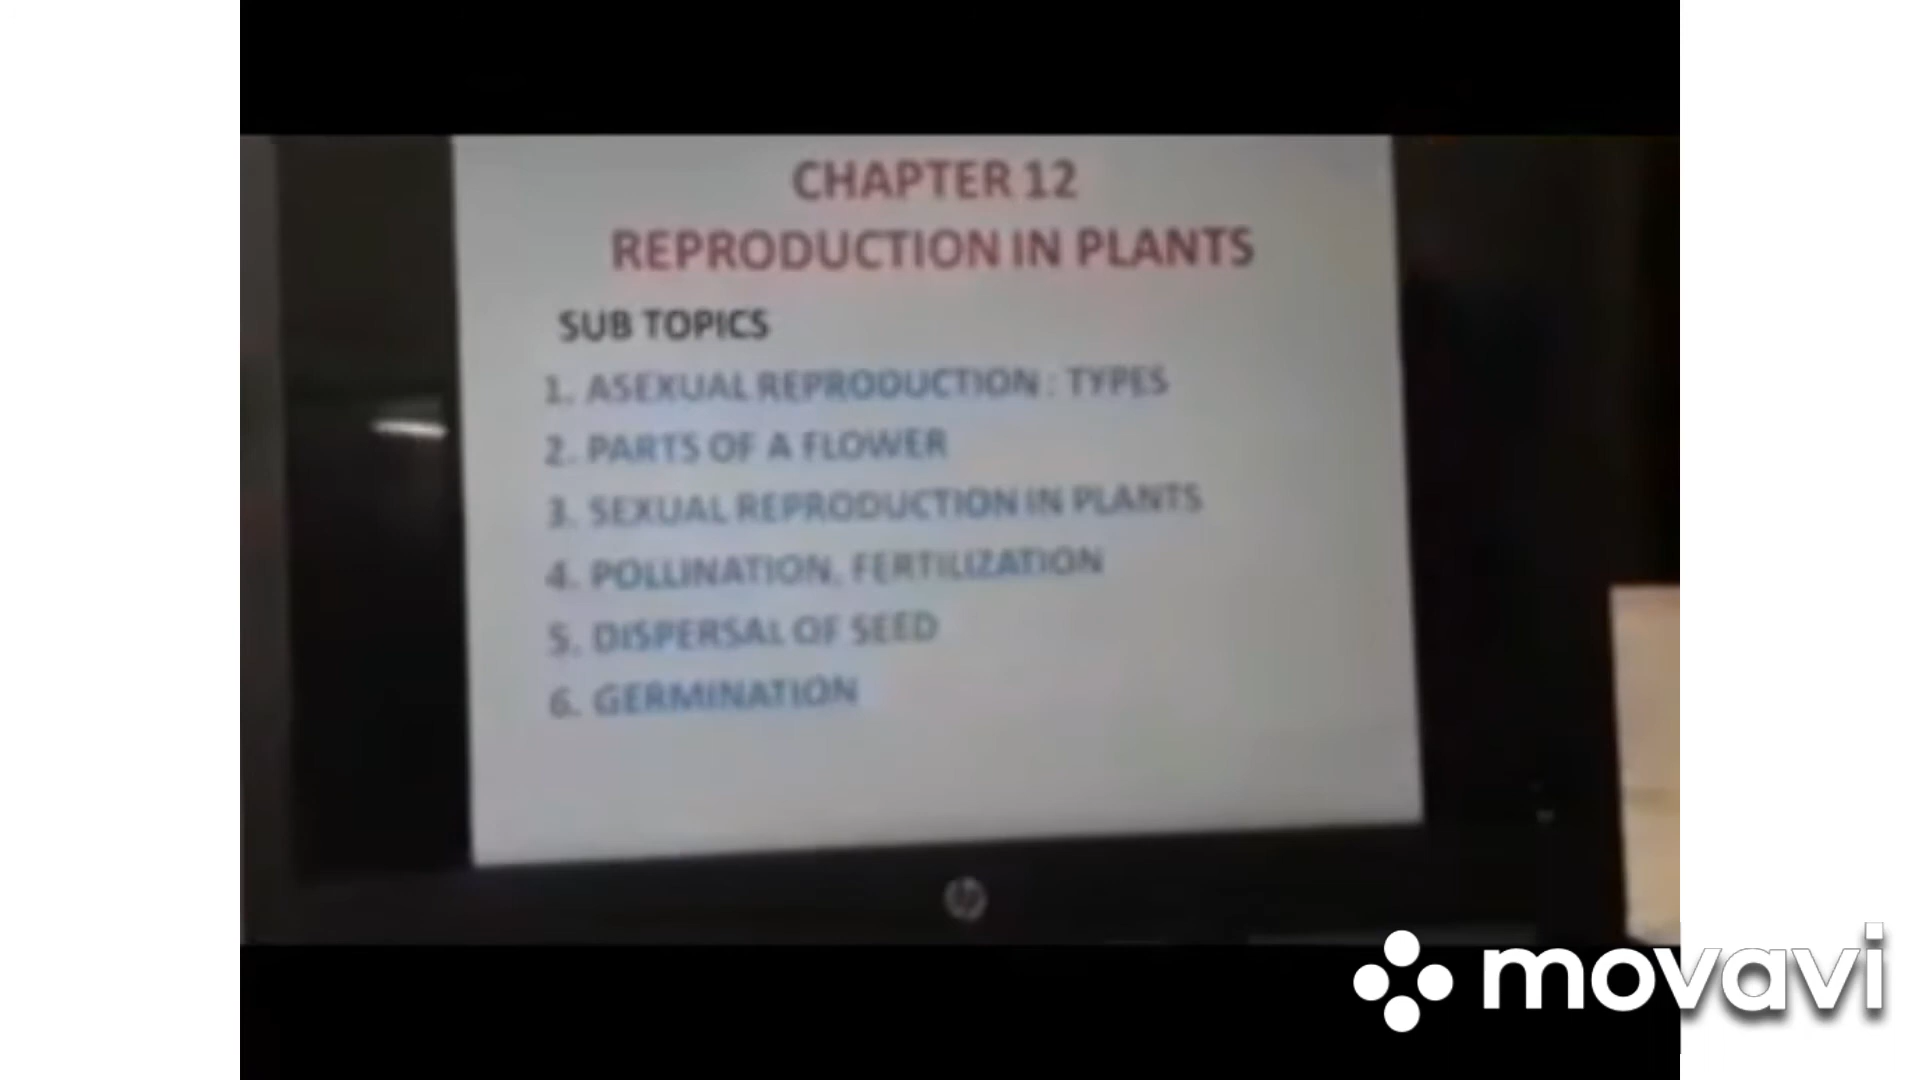 CHAPTER 12
REPRODUCTION IN PLANTS
SUB TOPICS
1. ASEXUAL REPRODUCTION : TYPES
2. PARTS OF A FLOWER
3. SEXUAL REPRODUCTION IN PLANTS
4. POLLINATION, FERTILIZATION
5. DISPERSAL OF SEED
6. GERMINATION
hp
movavi